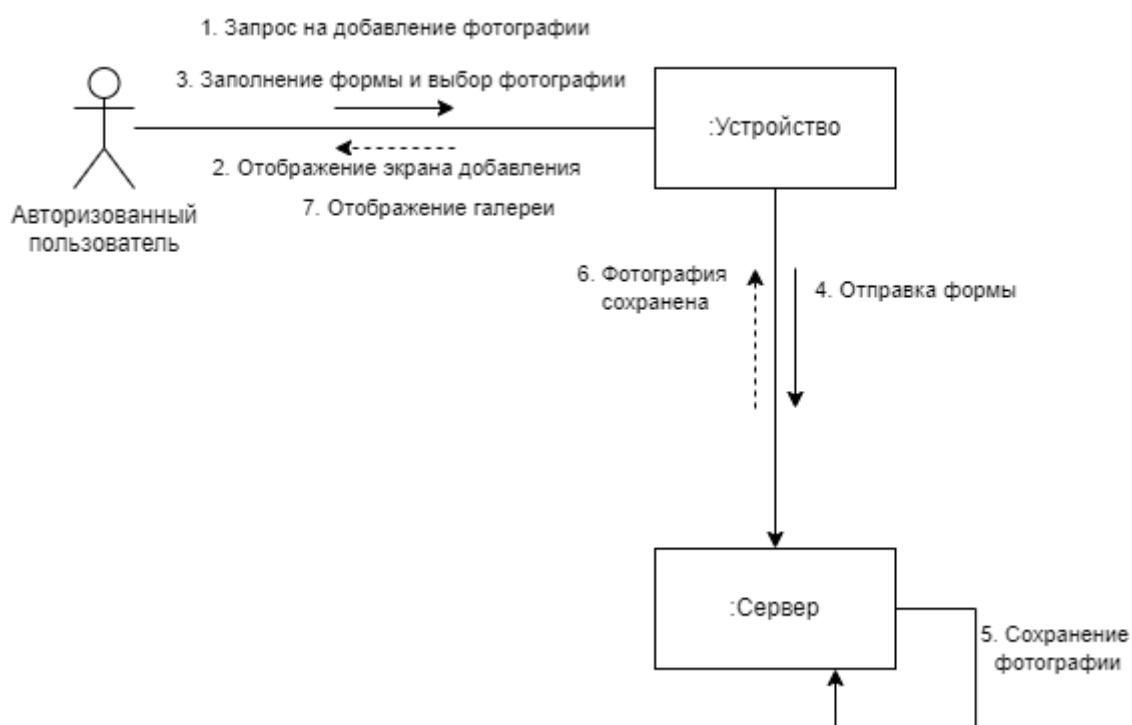 1. Запрос на добавление фотографии
3. Заполнение формы и выбор фотографии
:Устройство
2. Отображение экрана добавления
7. Отображение галереи
Авторизованный
пользователь
6. Фотография
сохранена
4. Отправка формы
:Сервер
5. Сохранение
фотографии